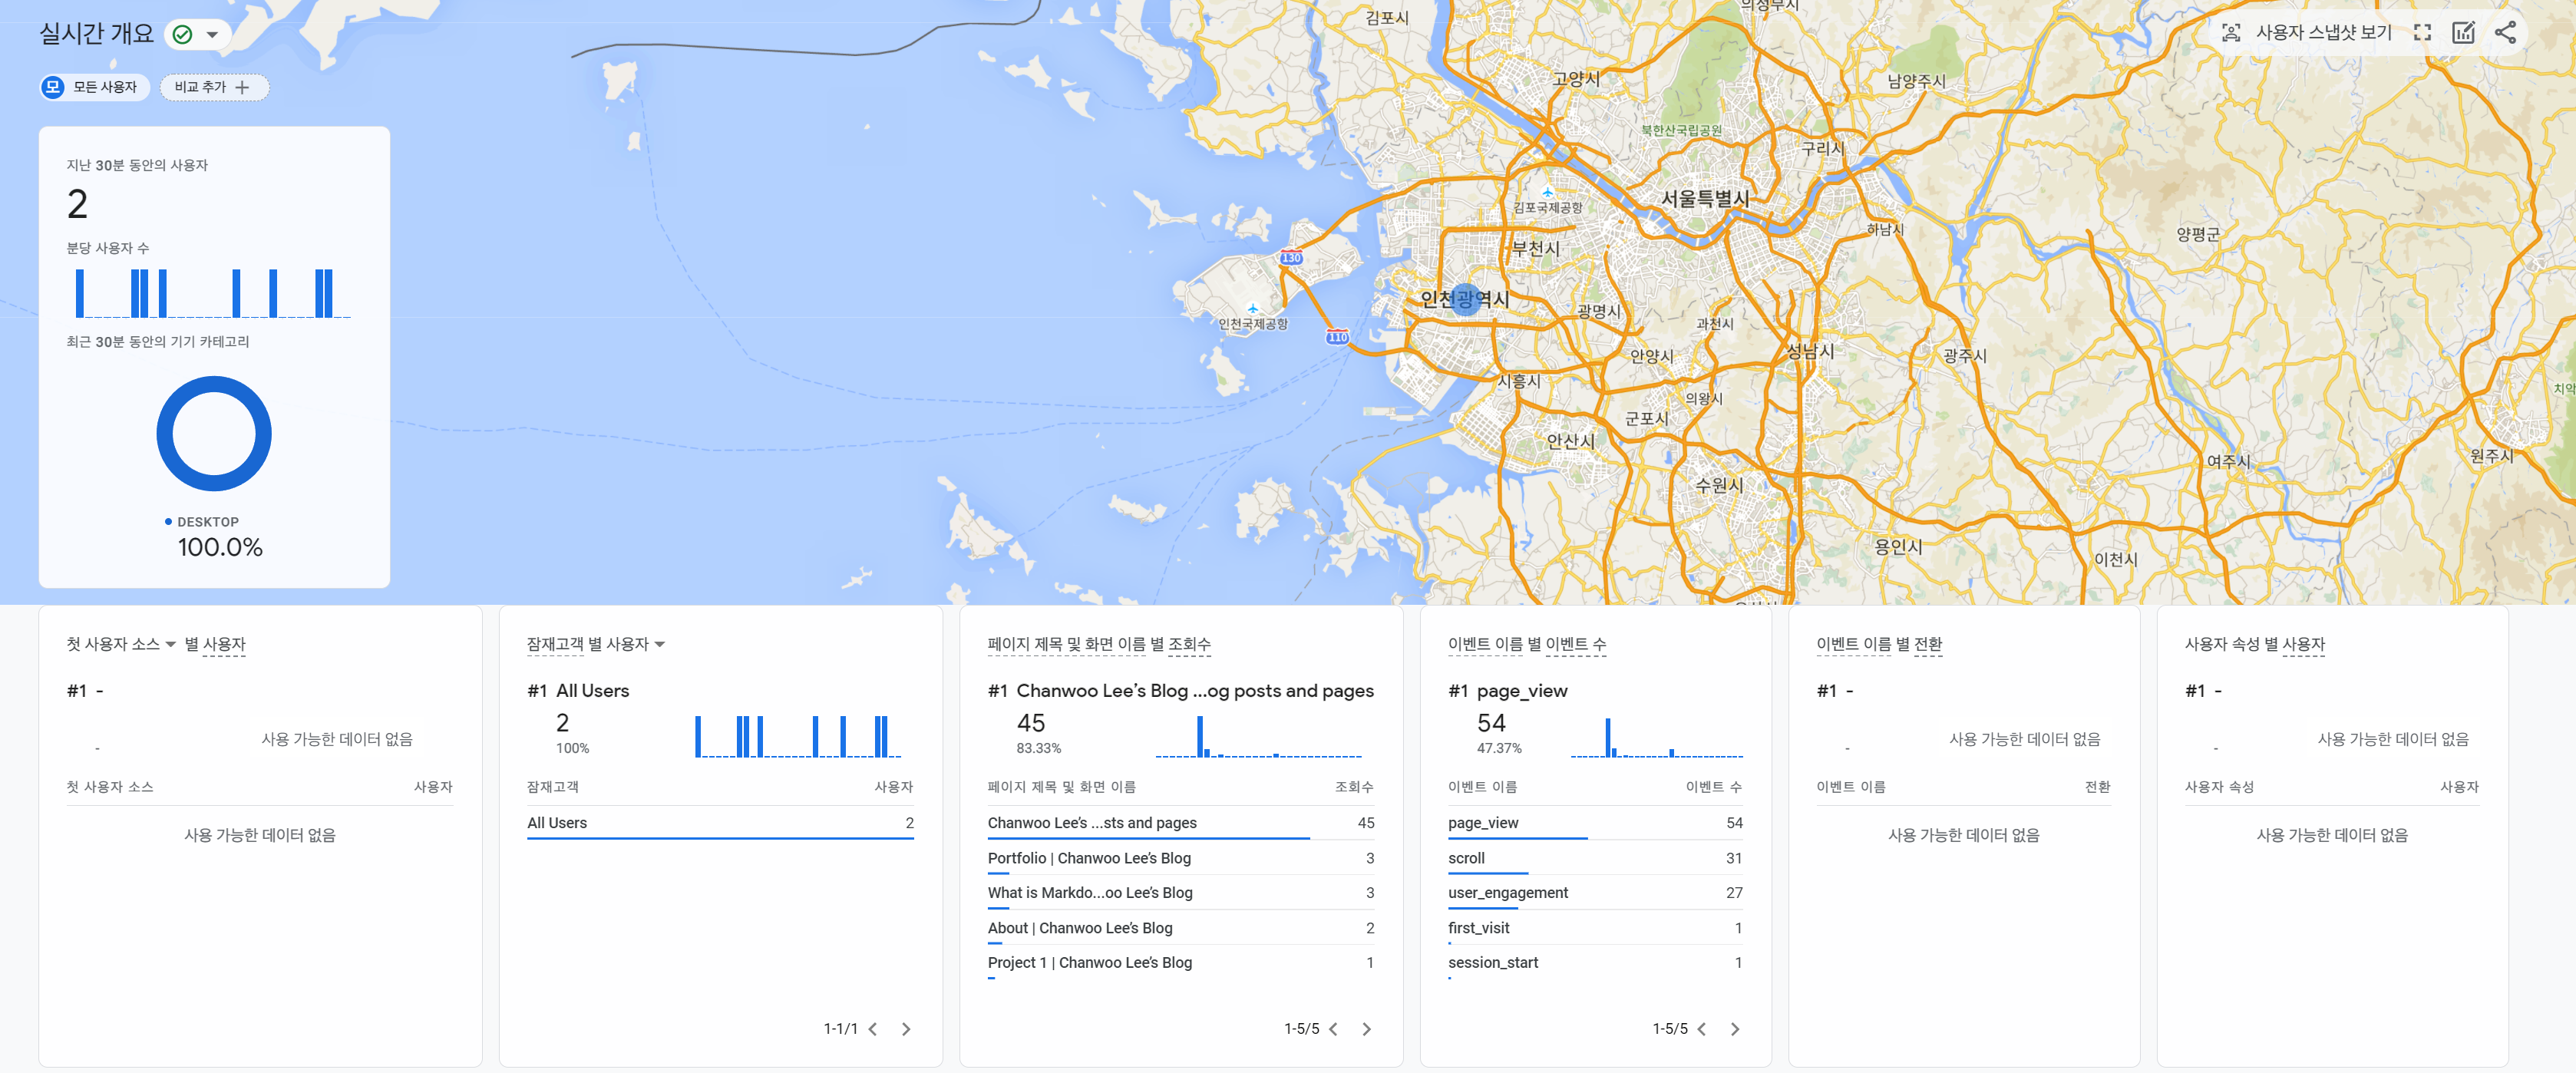 실시간 개요
사용자 스냅샷 보기
모 모든 사용자
비교 추가
지난 30분 동안의 사용자
2
분당 사용자 수
최근 30분 동안의 기기 카테고리
DESKTOP
100.0%
김포시
의정부시
고양시
남양주시
북한산국립공원
구리시
서울특별시
김포국제공항
하남시
양평군
부천시
130
인천광역시
인천국제공항
110
광명시
과천시
안양시
성남시
광주시
시흥시
의왕시
치악
군포시
안산시
여주시
원주시
수원시
용인시
이천시
첫 사용자 소스 별 사용자
#1 -
-
사용 가능한 데이터 없음
첫 사용자 소스 사용자
사용 가능한 데이터 없음
잠재고객 별 사용자
#1 All Users
2
100%
잠재고객 사용자
All Users 2
1-1/1
페이지 제목 및 화면 이름 별 조회수
#1 Chanwoo Lee’s Blog ...og posts and pages
45
83.33%
페이지 제목 및 화면 이름 조회수
Chanwoo Lee’s ...sts and pages 45
Portfolio | Chanwoo Lee’s Blog 3
What is Markdo...oo Lee’s Blog 3
About | Chanwoo Lee’s Blog 2
Project 1 | Chanwoo Lee’s Blog 1
1-5/5
이벤트 이름 별 이벤트 수
#1 page_view
54
47.37%
이벤트 이름 이벤트 수
page_view 54
scroll 31
user_engagement 27
first_visit 1
session_start 1
1-5/5
이벤트 이름 별 전환
#1 -
-
사용 가능한 데이터 없음
이벤트 이름 전환
사용 가능한 데이터 없음
사용자 속성 별 사용자
#1 -
-
사용 가능한 데이터 없음
사용자 속성 사용자
사용 가능한 데이터 없음